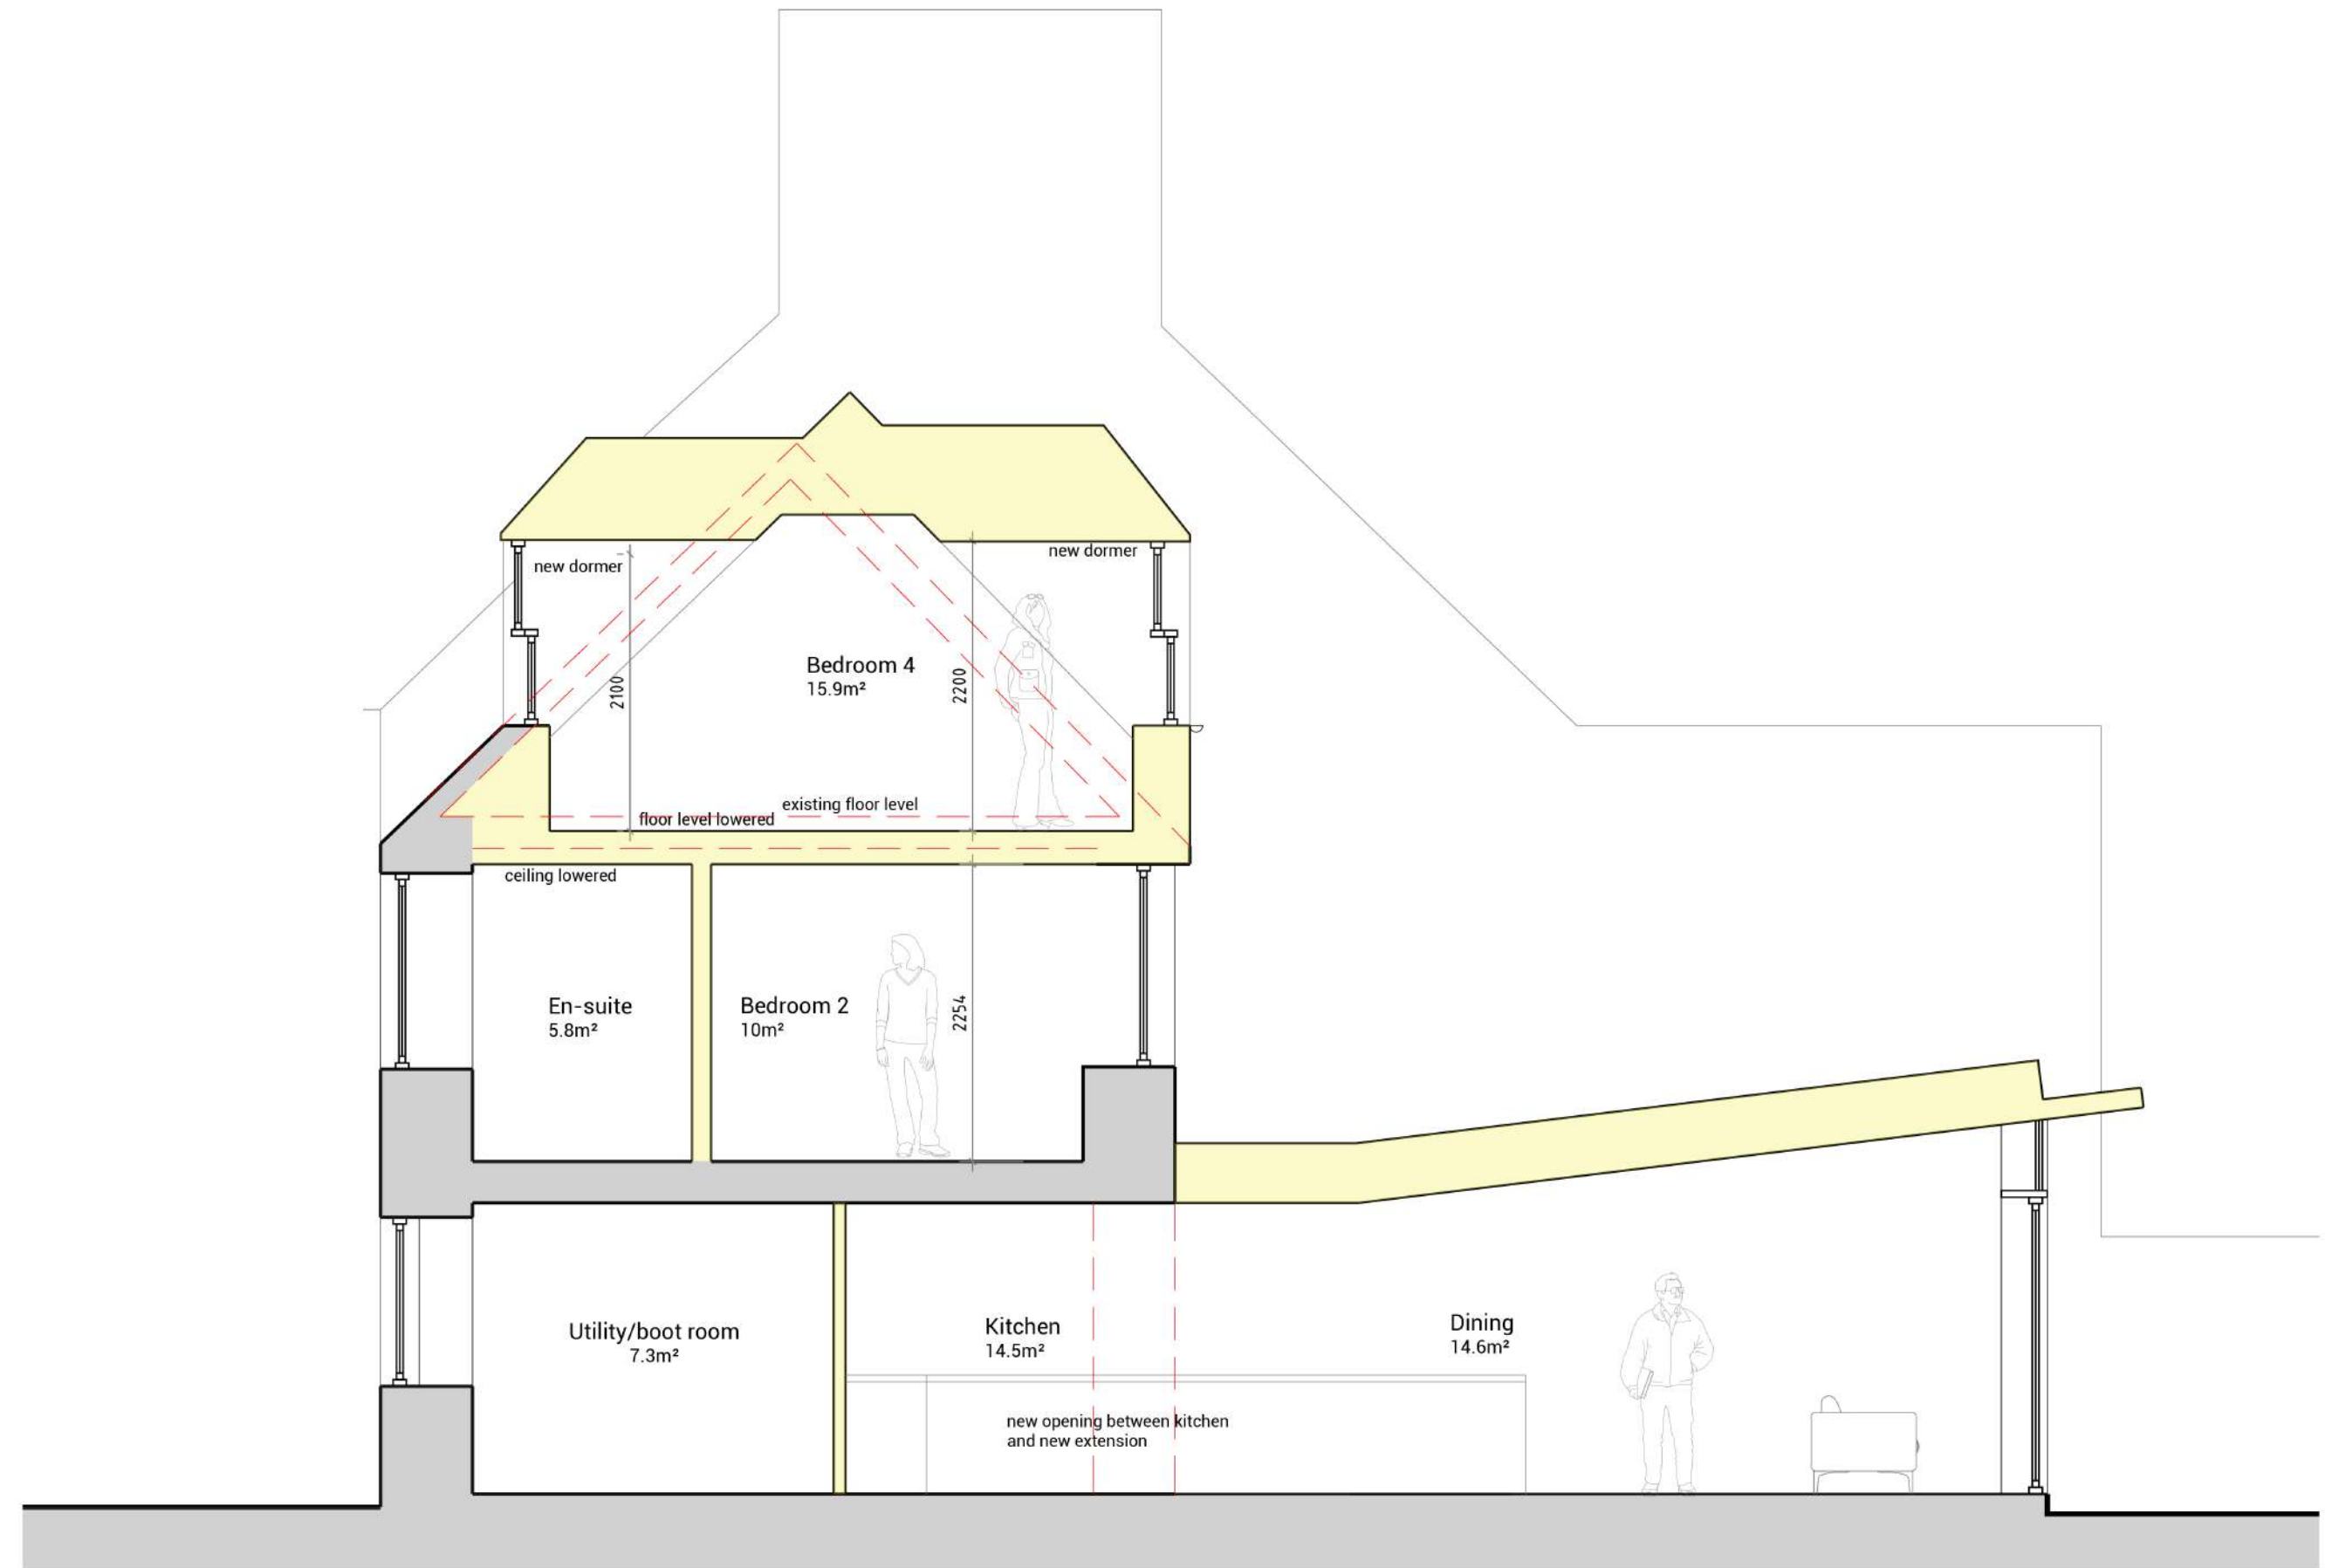 new dormer
new dormer
Bedroom 4
15.9m²
2100
2200
existing floor level
floor level lowered
ceiling lowered
En-suite
5.8m²
Bedroom 2
10m²
2254
Utility/boot room
7.3m²
Kitchen
14.5m²
Dining
14.6m²
new opening between kitchen
and new extension